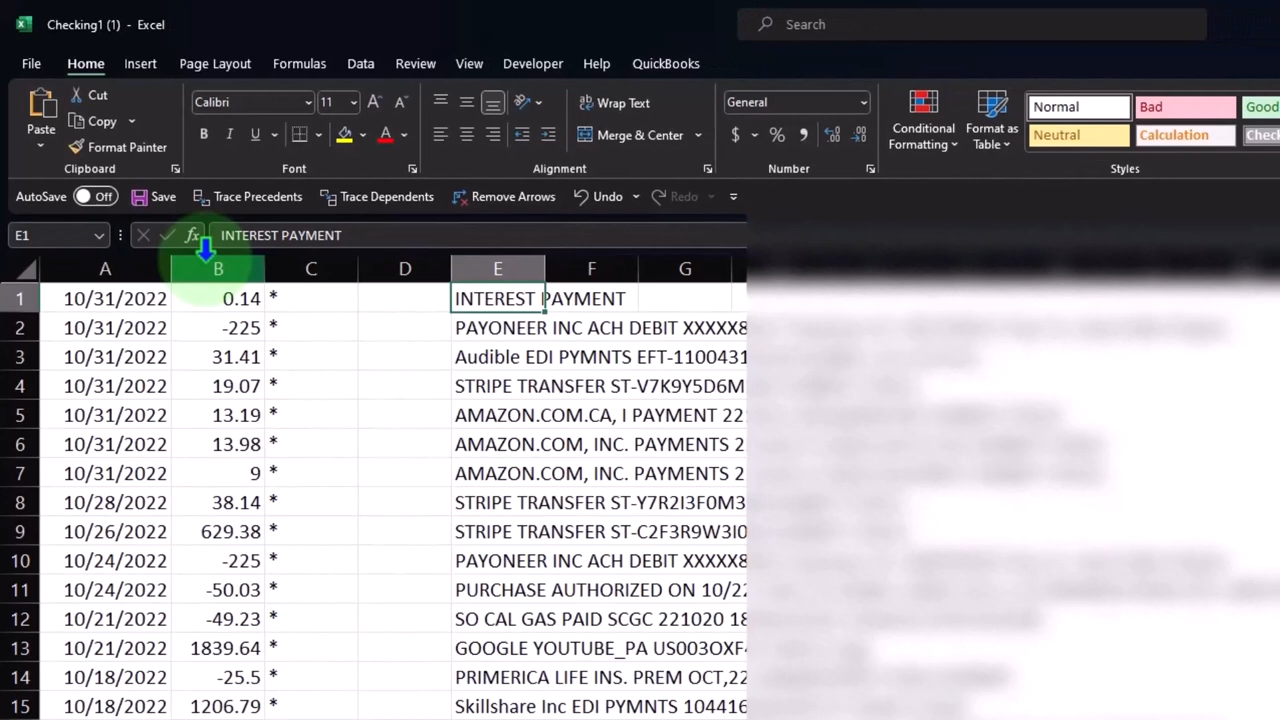 Checking1 (1) - Excel
Search
File Home Insert Page Layout Formulas Data Review View Developer Help QuickBooks
Paste
Cut
Copy
Format Painter
Clipboard
Calibri 11
B I U
Font
Wrap Text
Merge & Center
Alignment
General
$ % 9
Number
Conditional Formatting
Format as Table
Normal Bad Good
Neutral Calculation Check
Styles
AutoSave Off Save Trace Precedents Trace Dependents Remove Arrows Undo Redo
E1 fx INTEREST PAYMENT
A B C D E F G
1 10/31/2022 0.14 * INTEREST PAYMENT
2 10/31/2022 -225 * PAYONEER INC ACH DEBIT XXXXX8
3 10/31/2022 31.41 * Audible EDI PYMNTS EFT-1100431
4 10/31/2022 19.07 * STRIPE TRANSFER ST-V7K9Y5D6M
5 10/31/2022 13.19 * AMAZON.COM.CA, I PAYMENT 22
6 10/31/2022 13.98 * AMAZON.COM, INC. PAYMENTS 2
7 10/31/2022 9 * AMAZON.COM, INC. PAYMENTS 2
8 10/28/2022 38.14 * STRIPE TRANSFER ST-Y7R2I3F0M3
9 10/26/2022 629.38 * STRIPE TRANSFER ST-C2F3R9W3I0
10 10/24/2022 -225 * PAYONEER INC ACH DEBIT XXXXX8
11 10/24/2022 -50.03 * PURCHASE AUTHORIZED ON 10/22
12 10/24/2022 -49.23 * SO CAL GAS PAID SCGC 221020 18
13 10/21/2022 1839.64 * GOOGLE YOUTUBE_PA US003OXF4
14 10/18/2022 -25.5 * PRIMERICA LIFE INS. PREM OCT,22
15 10/18/2022 1206.79 * Skillshare Inc EDI PYMNTS 104416